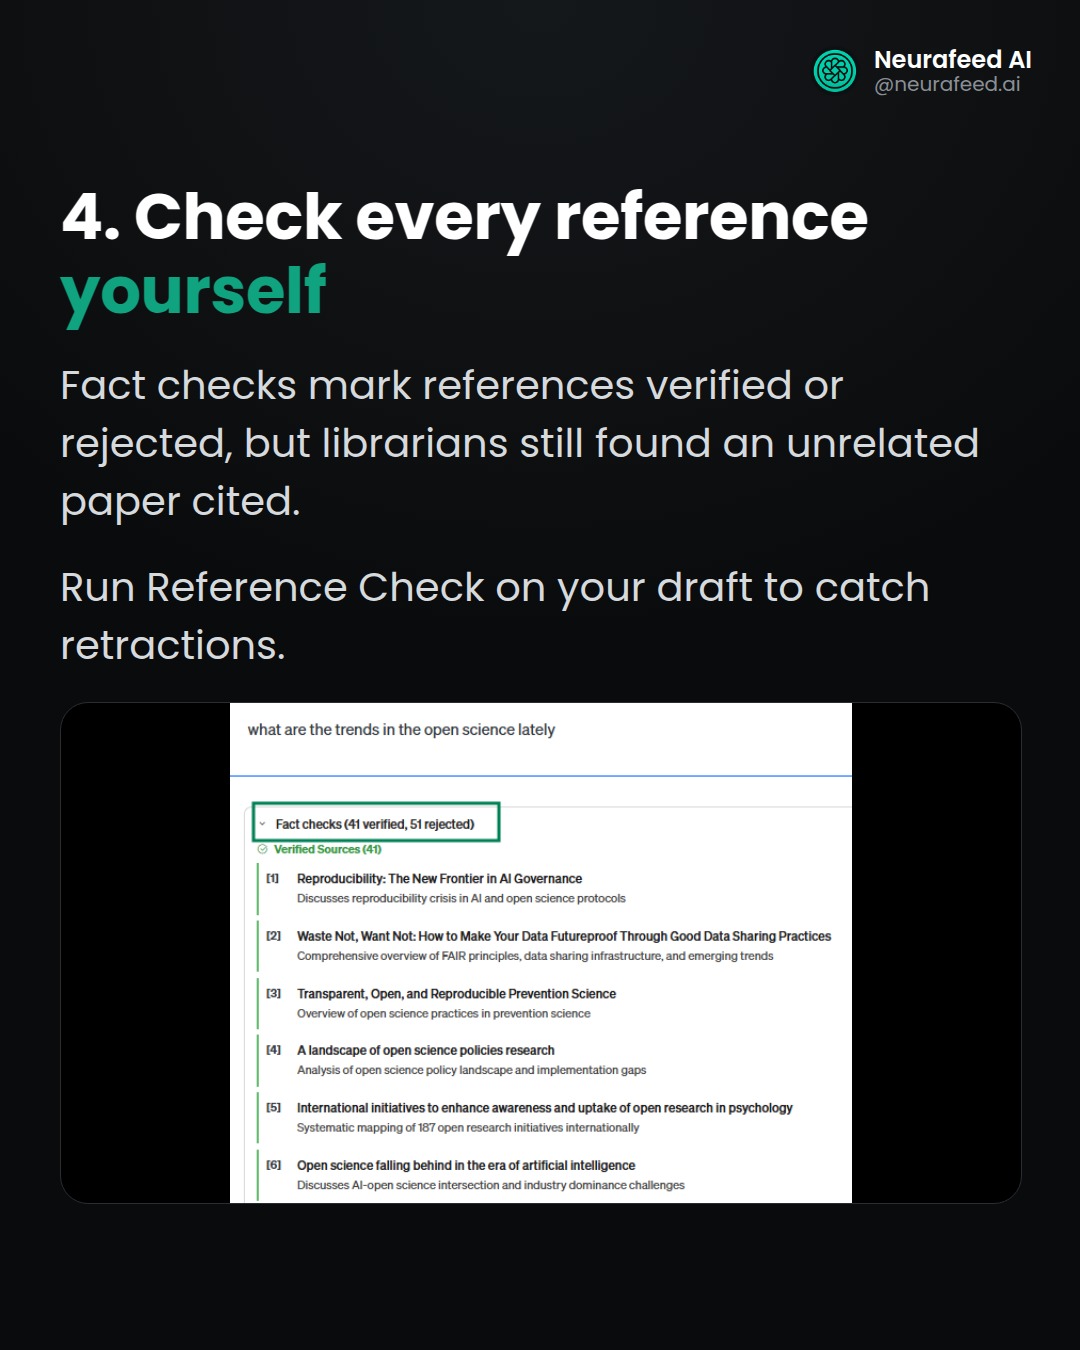 Neurafeed AI
@neurafeed.ai
4. Check every reference
yourself
Fact checks mark references verified or
rejected, but librarians still found an unrelated
paper cited.
Run Reference Check on your draft to catch
retractions.
what are the trends in the open science lately
Fact checks (41 verified, 51 rejected)
Verified Sources (41)
[1] Reproducibility: The New Frontier in AI Governance
Discusses reproducibility crisis in AI and open science protocols
[2] Waste Not, Want Not: How to Make Your Data Futureproof Through Good Data Sharing Practices
Comprehensive overview of FAIR principles, data sharing infrastructure, and emerging trends
[3] Transparent, Open, and Reproducible Prevention Science
Overview of open science practices in prevention science
[4] A landscape of open science policies research
Analysis of open science policy landscape and implementation gaps
[5] International initiatives to enhance awareness and uptake of open research in psychology
Systematic mapping of 187 open research initiatives internationally
[6] Open science falling behind in the era of artificial intelligence
Discusses AI-open science intersection and industry dominance challenges